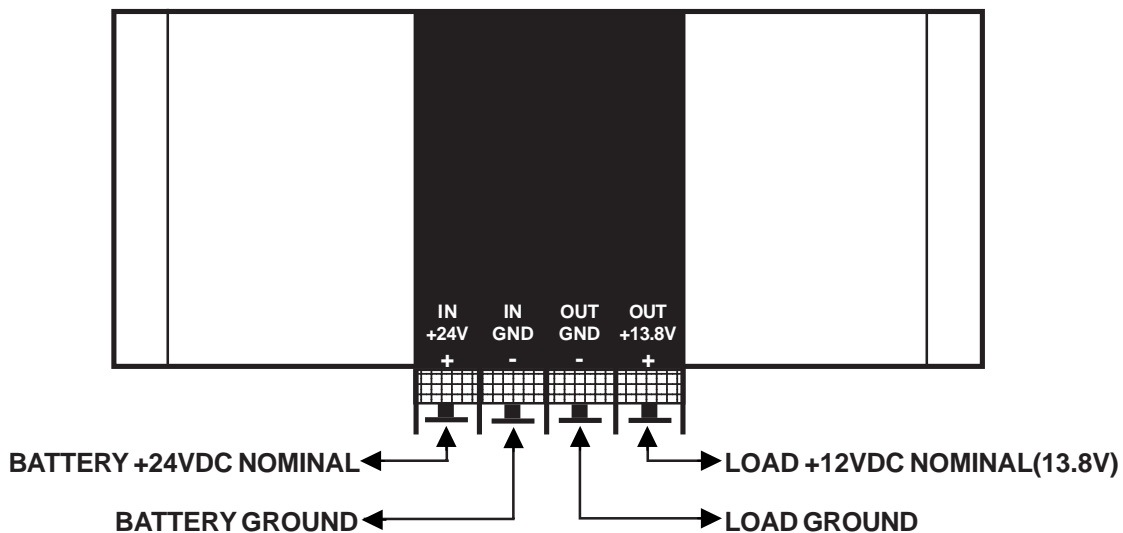 IN IN OUT OUT
+24V GND GND +13.8V
+ - - +
BATTERY +24VDC NOMINAL LOAD +12VDC NOMINAL(13.8V)
BATTERY GROUND LOAD GROUND